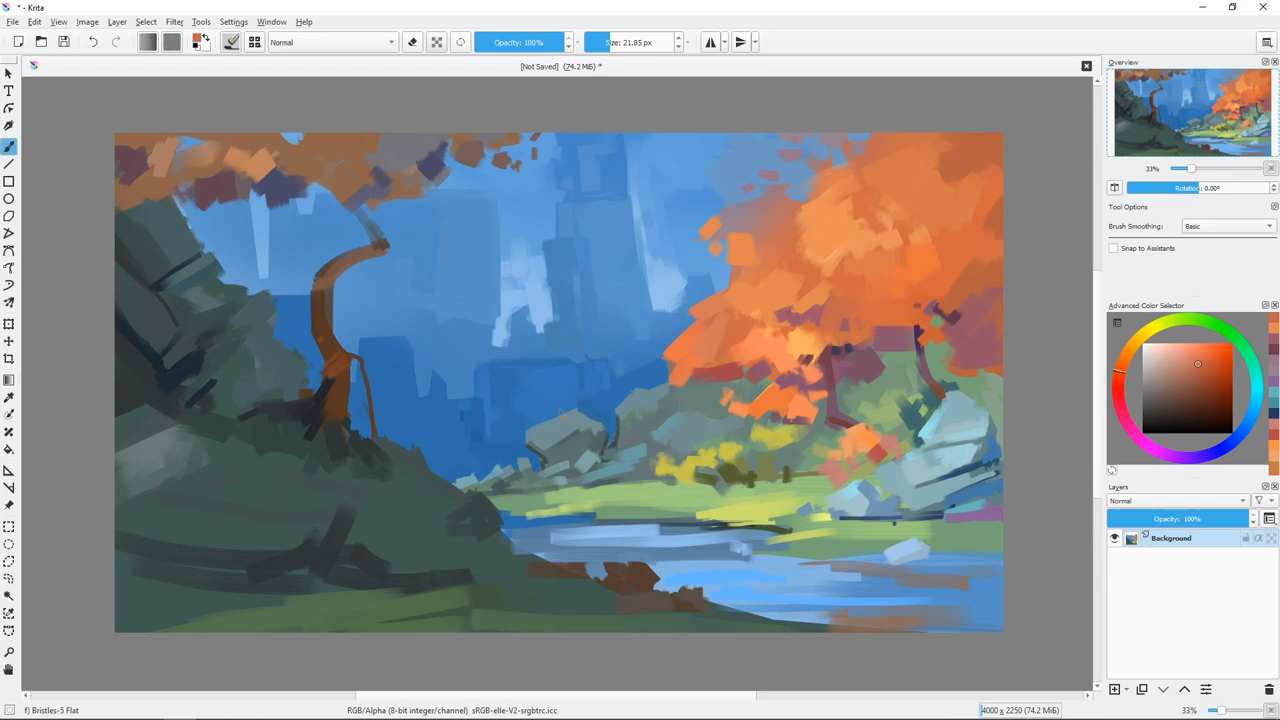 * - Krita
File Edit View Image Layer Select Filter Tools Settings Window Help
Normal Opacity: 100% Size: 21.85 px
[Not Saved] (74.2 MiB) *
Overview
33%
Rotation: 0.00°
Tool Options
Brush Smoothing: Basic
Snap to Assistants
Advanced Color Selector
Layers
Normal
Opacity: 100%
Background
f) Bristles-5 Flat RGB/Alpha (8-bit integer/channel) sRGB-elle-V2-srgbtrc.icc 4000 x 2250 (74.2 MiB) 33%